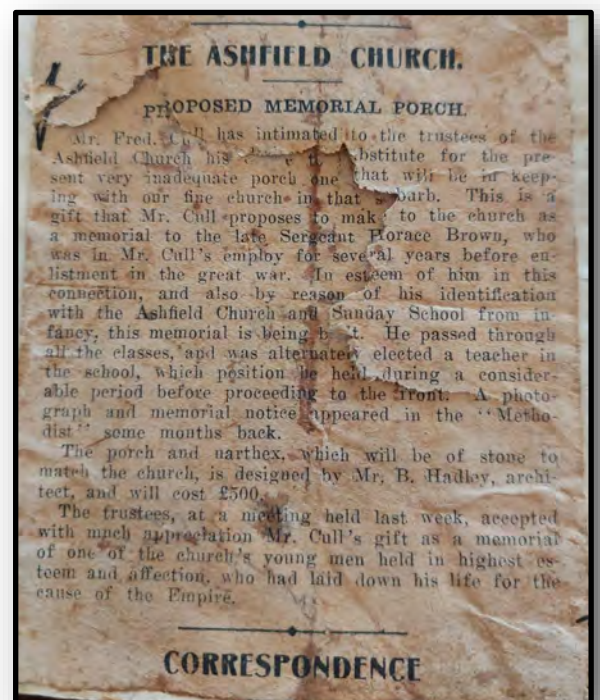 THE ASHFIELD CHURCH.
PROPOSED MEMORIAL PORCH.
Mr. Fred. Cull has intimated to the trustees of the
Ashfield Church his to bstitute for the pre-
sent very inadequate porch one that will be in keep-
ing with our fine church in that burb. This is a
gift that Mr. Cull proposes to make to the church as
a memorial to the late Sergeant Horace Brown, who
was in Mr. Cull's employ for several years before en-
listment in the great war. In esteem of him in this
connection, and also by reason of his identification
with the Ashfield Church and Sunday School from in-
fancy, this memorial is being b t. He passed through
all the classes, and was alternately elected a teacher in
the school, which position he held during a consider-
able period before proceeding to the front. A photo-
graph and memorial notice appeared in the "Metho-
dist" some months back.
The porch and narthex, which will be of stone to
match the church, is designed by Mr. B. Hadley, archi-
tect, and will cost £500.
The trustees, at a meeting held last week, accepted
with much appreciation Mr. Cull's gift as a memorial
of one of the church's young men held in highest es-
teem and affection, who had laid down his life for the
cause of the Empire.
CORRESPONDENCE